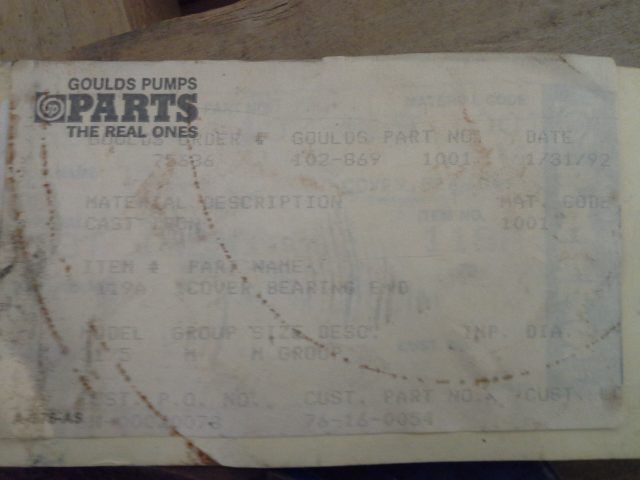 GOULDS PUMPS
PARTS
THE REAL ONES
GOULDS ORDER # GOULDS PART NO. DATE
102-869 1001 1/31/92
MATERIAL DESCRIPTION MAT. CODE
CAST IRON 1001
ITEM # PART NAME
119A COVER, BEARING END
MODEL GROUP SIZE DESC. IMP. DIA.
M M GROUP
CUST. P.O. NO. CUST. PART NO. CUST
76-16-0054